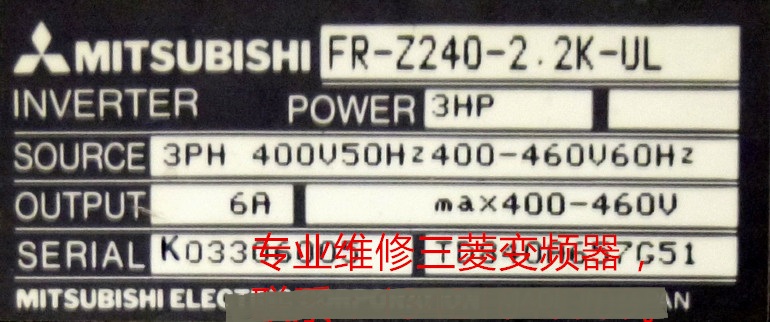 MITSUBISHI FR-Z240-2.2K-UL
INVERTER POWER 3HP
SOURCE 3PH 400V50Hz400-460V60Hz
OUTPUT 6A max400-460V
SERIAL
专业维修三菱变频器，
MITSUBISHI